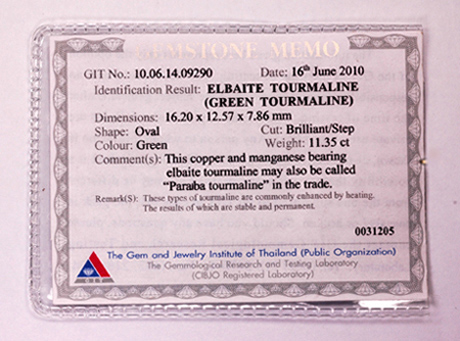 GEMSTONE MEMO
GIT No.: 10.06.14.09290 Date: 16th June 2010
Identification Result: ELBAITE TOURMALINE
(GREEN TOURMALINE)
Dimensions: 16.20 x 12.57 x 7.86 mm
Shape: Oval Cut: Brilliant/Step
Colour: Green Weight: 11.35 ct
Comment(s): This copper and manganese bearing
elbaite tourmaline may also be called
“Paraba tourmaline” in the trade.
Remark(S): These types of tourmaline are commonly enhanced by heating.
The results of which are stable and permanent.
0031205
The Gem and Jewelry Institute of Thailand (Public Organization)
The Gemmological Research and Testing Laboratory
(CIBJO Registered Laboratory)